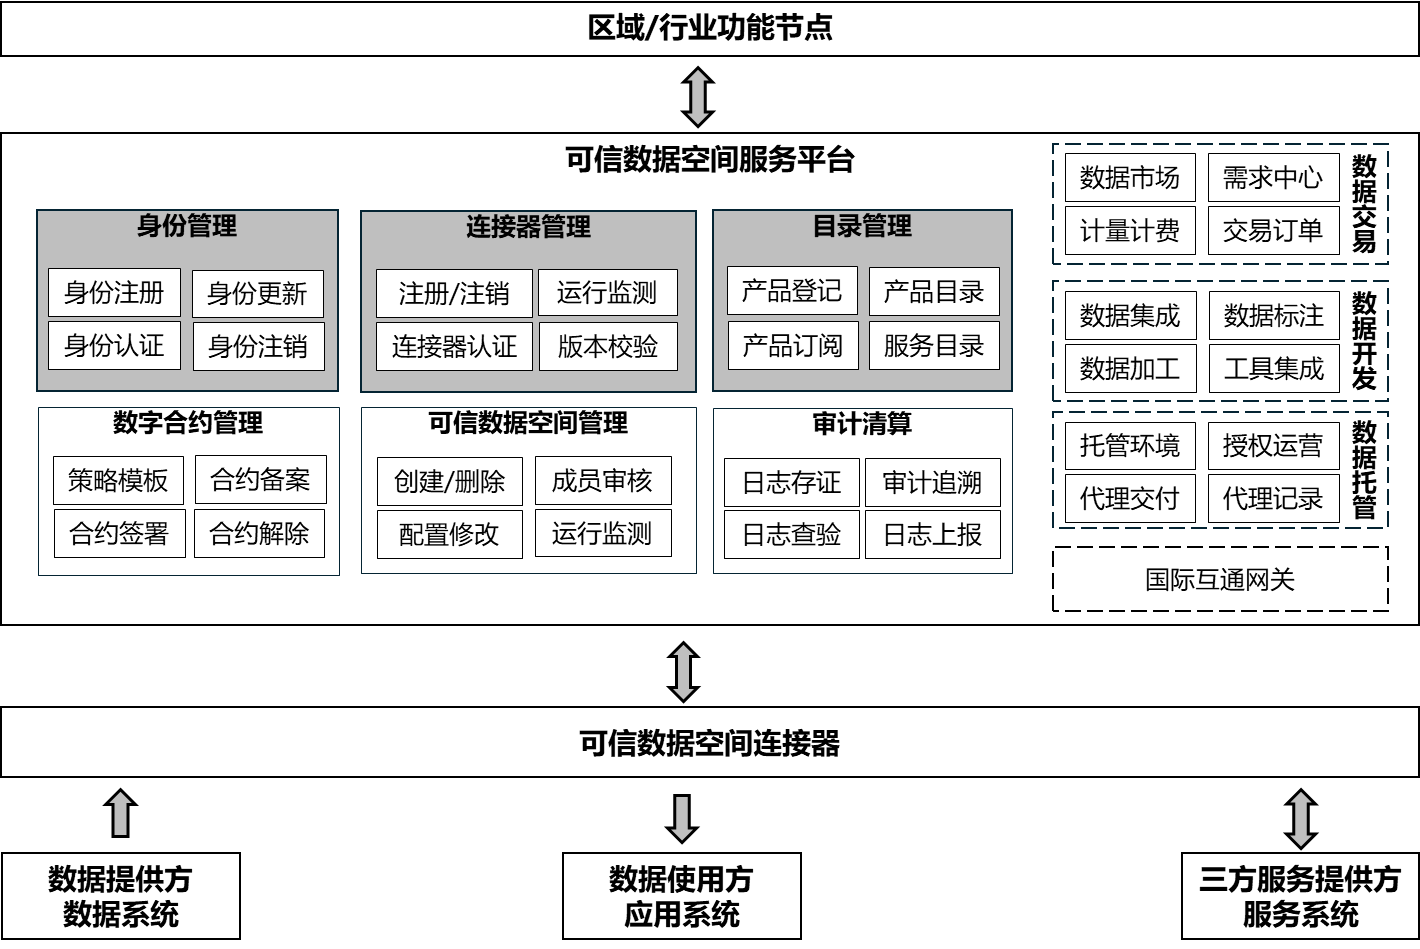 区域/行业功能节点
可信数据空间服务平台
身份管理
身份注册
身份更新
身份认证
身份注销
连接器管理
注册/注销
运行监测
连接器认证
版本校验
目录管理
产品登记
产品目录
产品订阅
服务目录
数字合约管理
策略模板
合约备案
合约签署
合约解除
可信数据空间管理
创建/删除
成员审核
配置修改
运行监测
审计清算
日志存证
审计追溯
日志查验
日志上报
数据交易
数据市场
需求中心
计量计费
交易订单
数据开发
数据集成
数据标注
数据加工
工具集成
数据托管
托管环境
授权运营
代理交付
代理记录
国际互通网关
可信数据空间连接器
数据提供方
数据系统
数据使用方
应用系统
三方服务提供方
服务系统